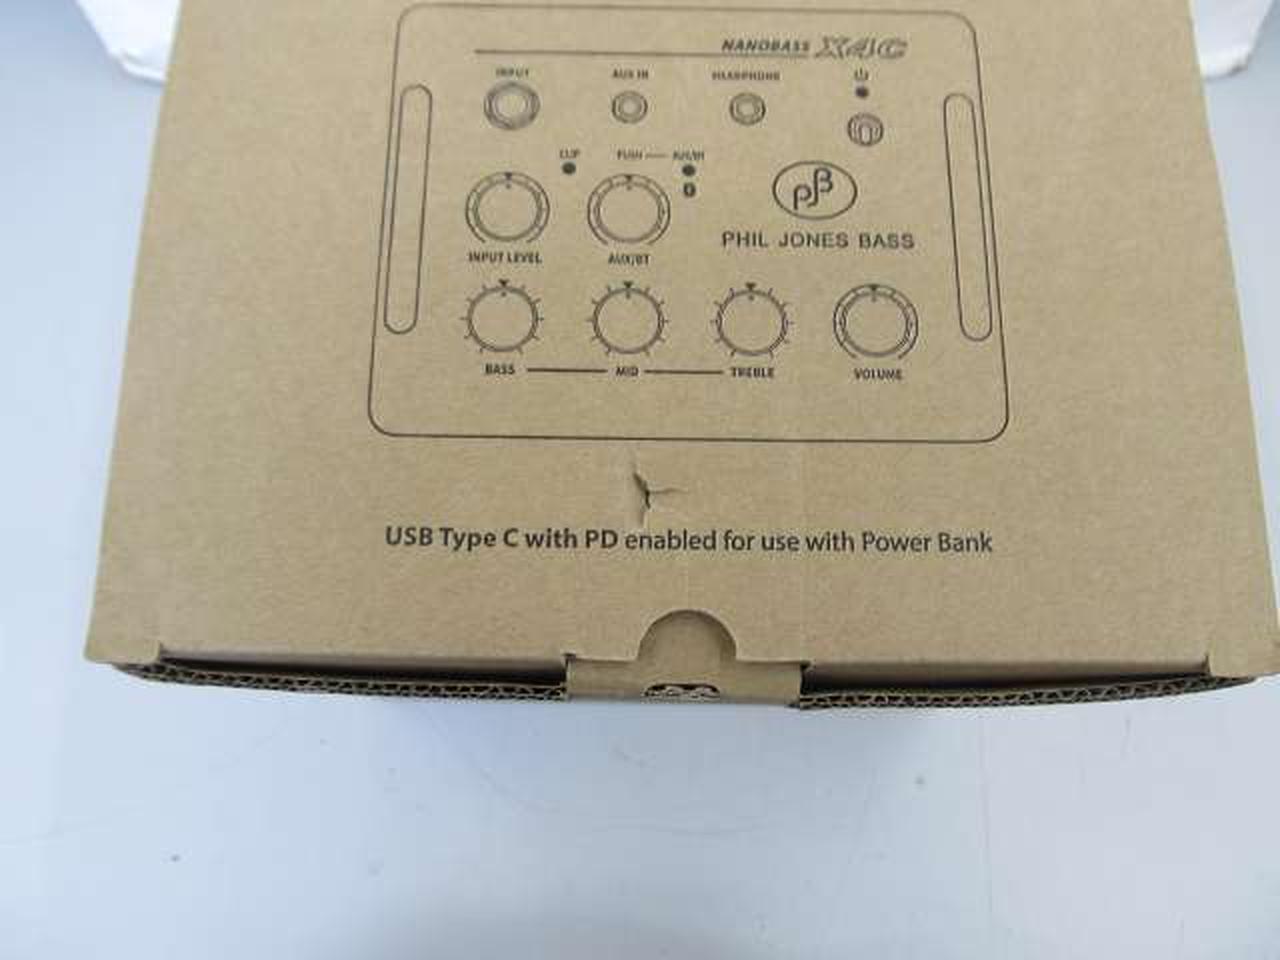 NANOBASS X4C
INPUT AUX IN HEADPHONE
CLIP PUSH AUX/BT
PJB
PHIL JONES BASS
INPUT LEVEL AUX/BT
BASS MID TREBLE VOLUME
USB Type C with PD enabled for use with Power Bank